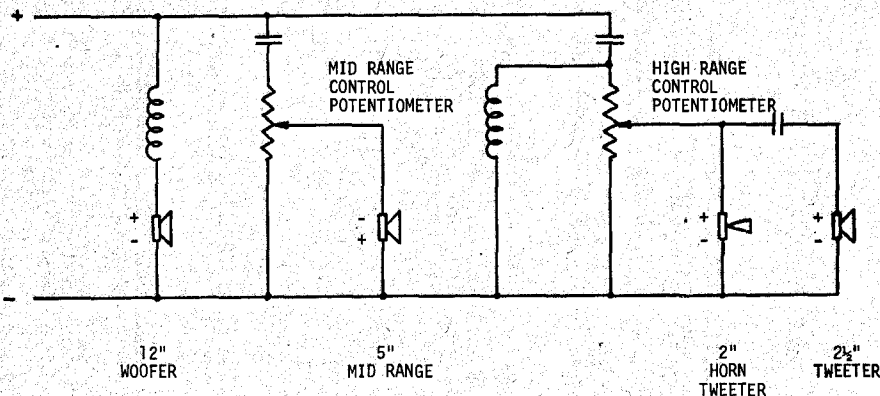 +
MID RANGE
CONTROL
POTENTIOMETER
HIGH RANGE
CONTROL
POTENTIOMETER
+
-
-
+
+
-
+
-
-
12"
WOOFER
5"
MID RANGE
2"
HORN
TWEETER
2½"
TWEETER